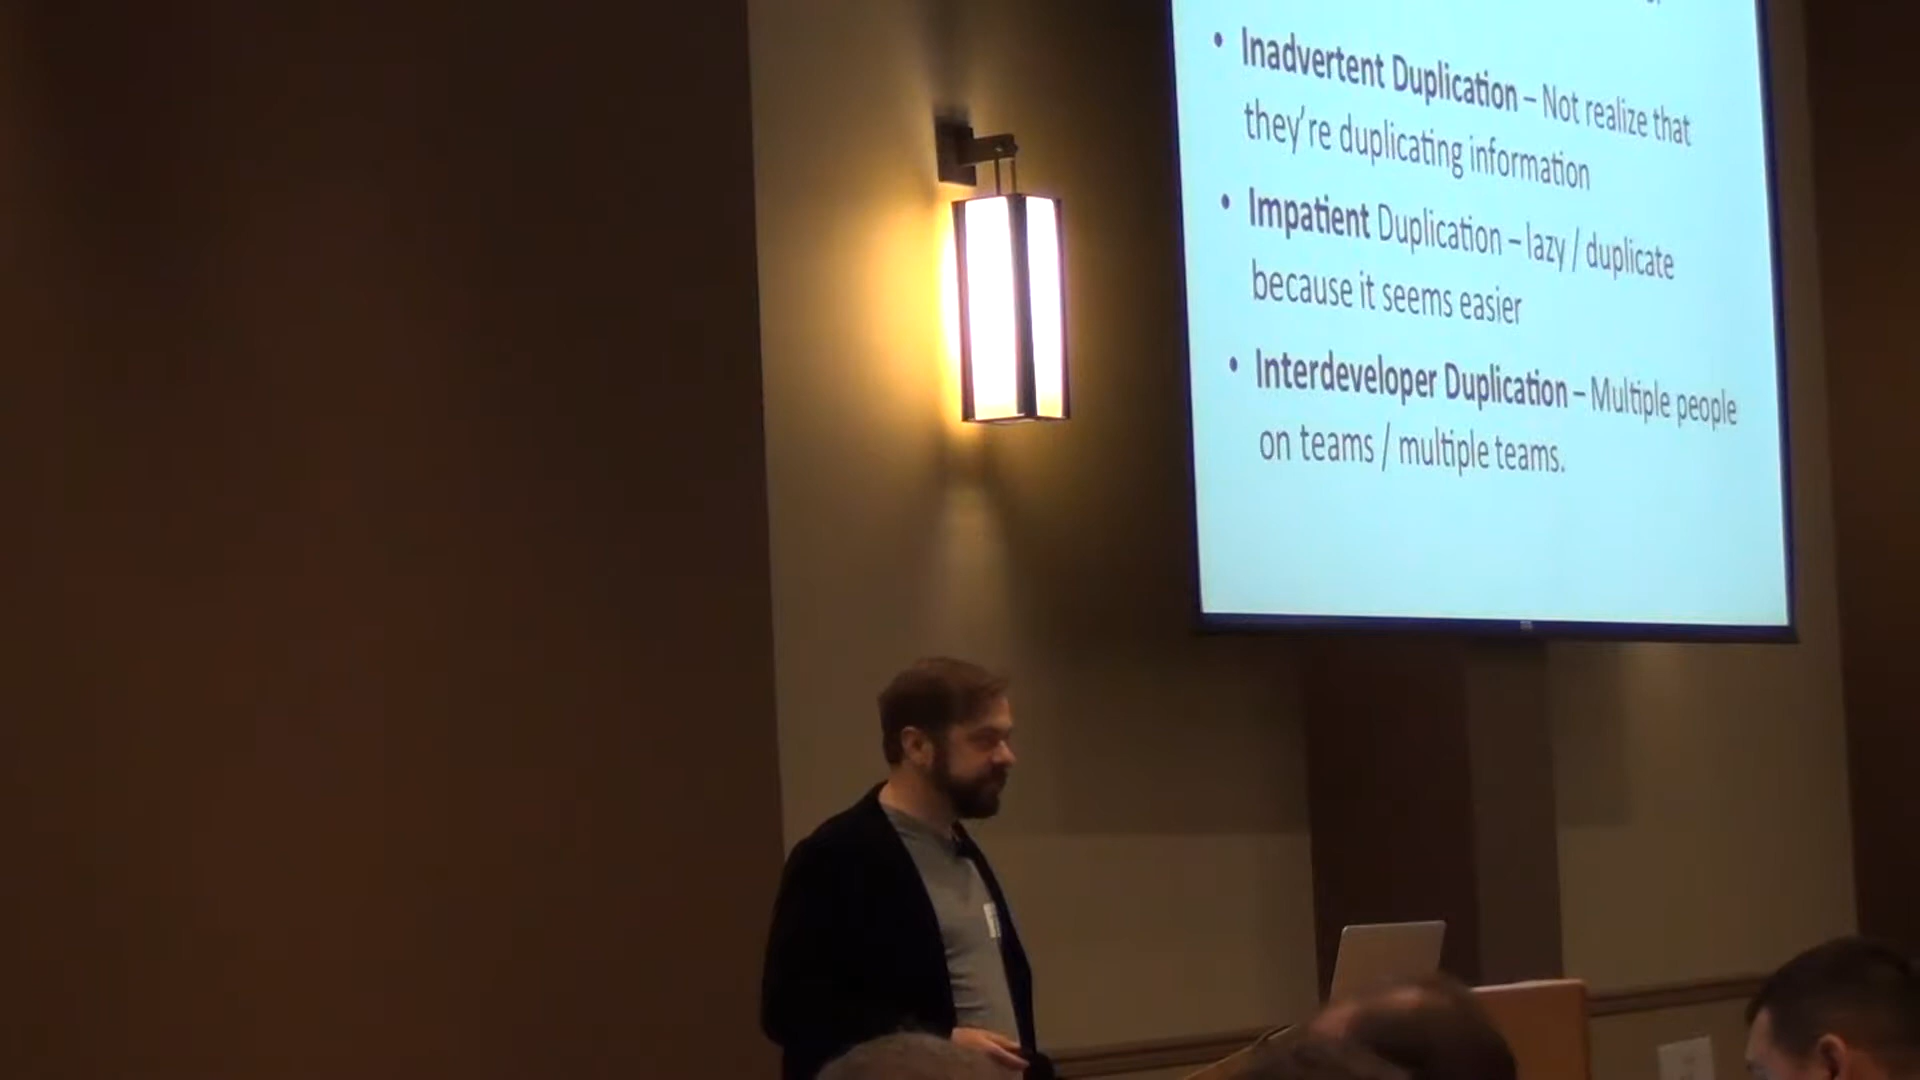 • Inadvertent Duplication – Not realize that
they're duplicating information
• Impatient Duplication – lazy / duplicate
because it seems easier
• Interdeveloper Duplication – Multiple people
on teams / multiple teams.